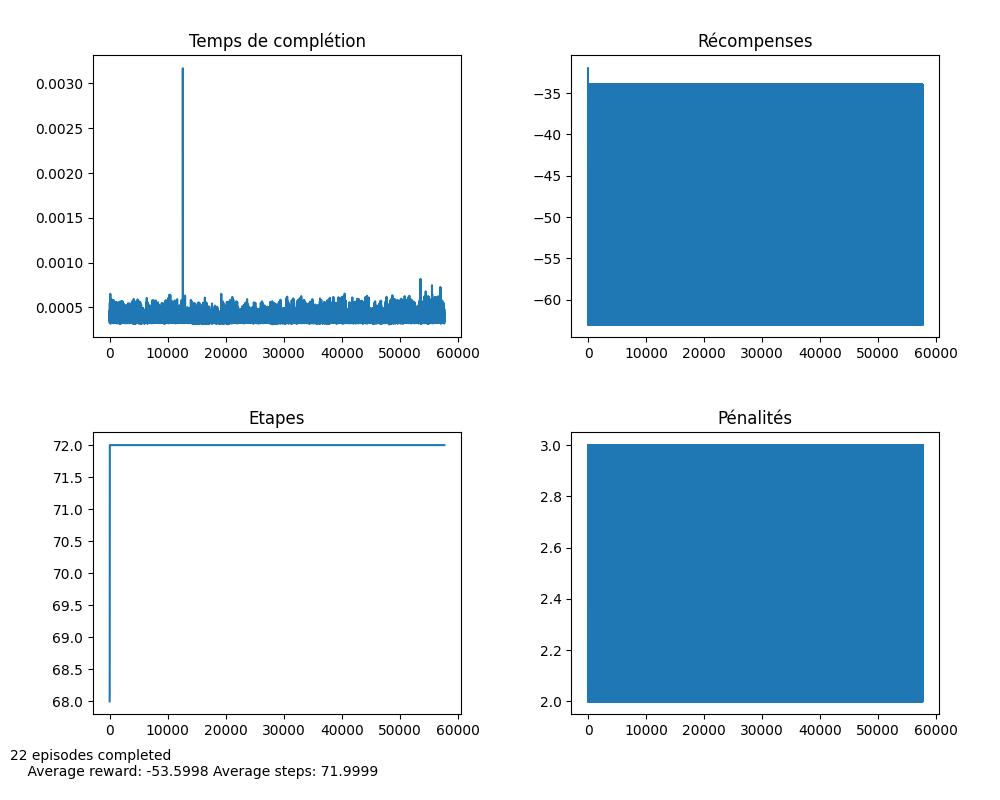 Temps de complétion
0.0030
0.0025
0.0020
0.0015
0.0010
0.0005
0 10000 20000 30000 40000 50000 60000
Récompenses
−35
−40
−45
−50
−55
−60
0 10000 20000 30000 40000 50000 60000
Etapes
72.0
71.5
71.0
70.5
70.0
69.5
69.0
68.5
68.0
0 10000 20000 30000 40000 50000 60000
Pénalités
3.0
2.8
2.6
2.4
2.2
2.0
0 10000 20000 30000 40000 50000 60000
22 episodes completed
Average reward: -53.5998 Average steps: 71.9999